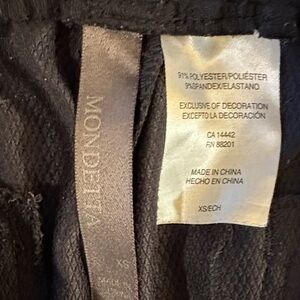 MONDETTA
XS
91% POLYESTER/POLIÉSTER
9%SPANDEX/ELASTANO
EXCLUSIVE OF DECORATION
EXCEPTO LA DECORACIÓN
CA 14442
RN 88201
MADE IN CHINA
HECHO EN CHINA
XS/ECH